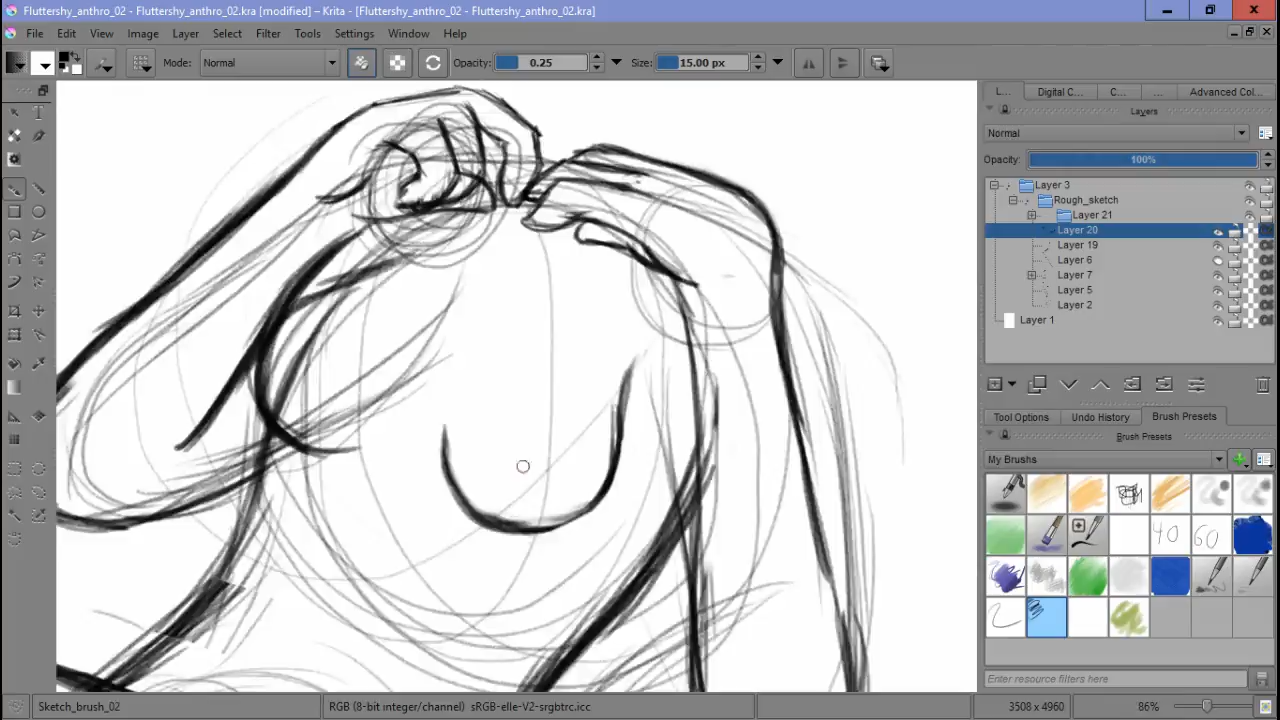 Fluttershy_anthro_02 - Fluttershy_anthro_02.kra [modified] – Krita - [Fluttershy_anthro_02 - Fluttershy_anthro_02.kra]
File Edit View Image Layer Select Filter Tools Settings Window Help
Mode: Normal Opacity: 0.25 Size: 15.00 px
L... Digital C... C... ... Advanced Col...
Layers
Normal
Opacity: 100%
Layer 3
Rough_sketch
Layer 21
Layer 20
Layer 19
Layer 6
Layer 7
Layer 5
Layer 2
Layer 1
Tool Options Undo History Brush Presets
Brush Presets
My Brushes
40 60
Enter resource filters here
Sketch_brush_02 RGB (8-bit integer/channel) sRGB-elle-V2-srgbtrc.icc 3508 x 4960 86%